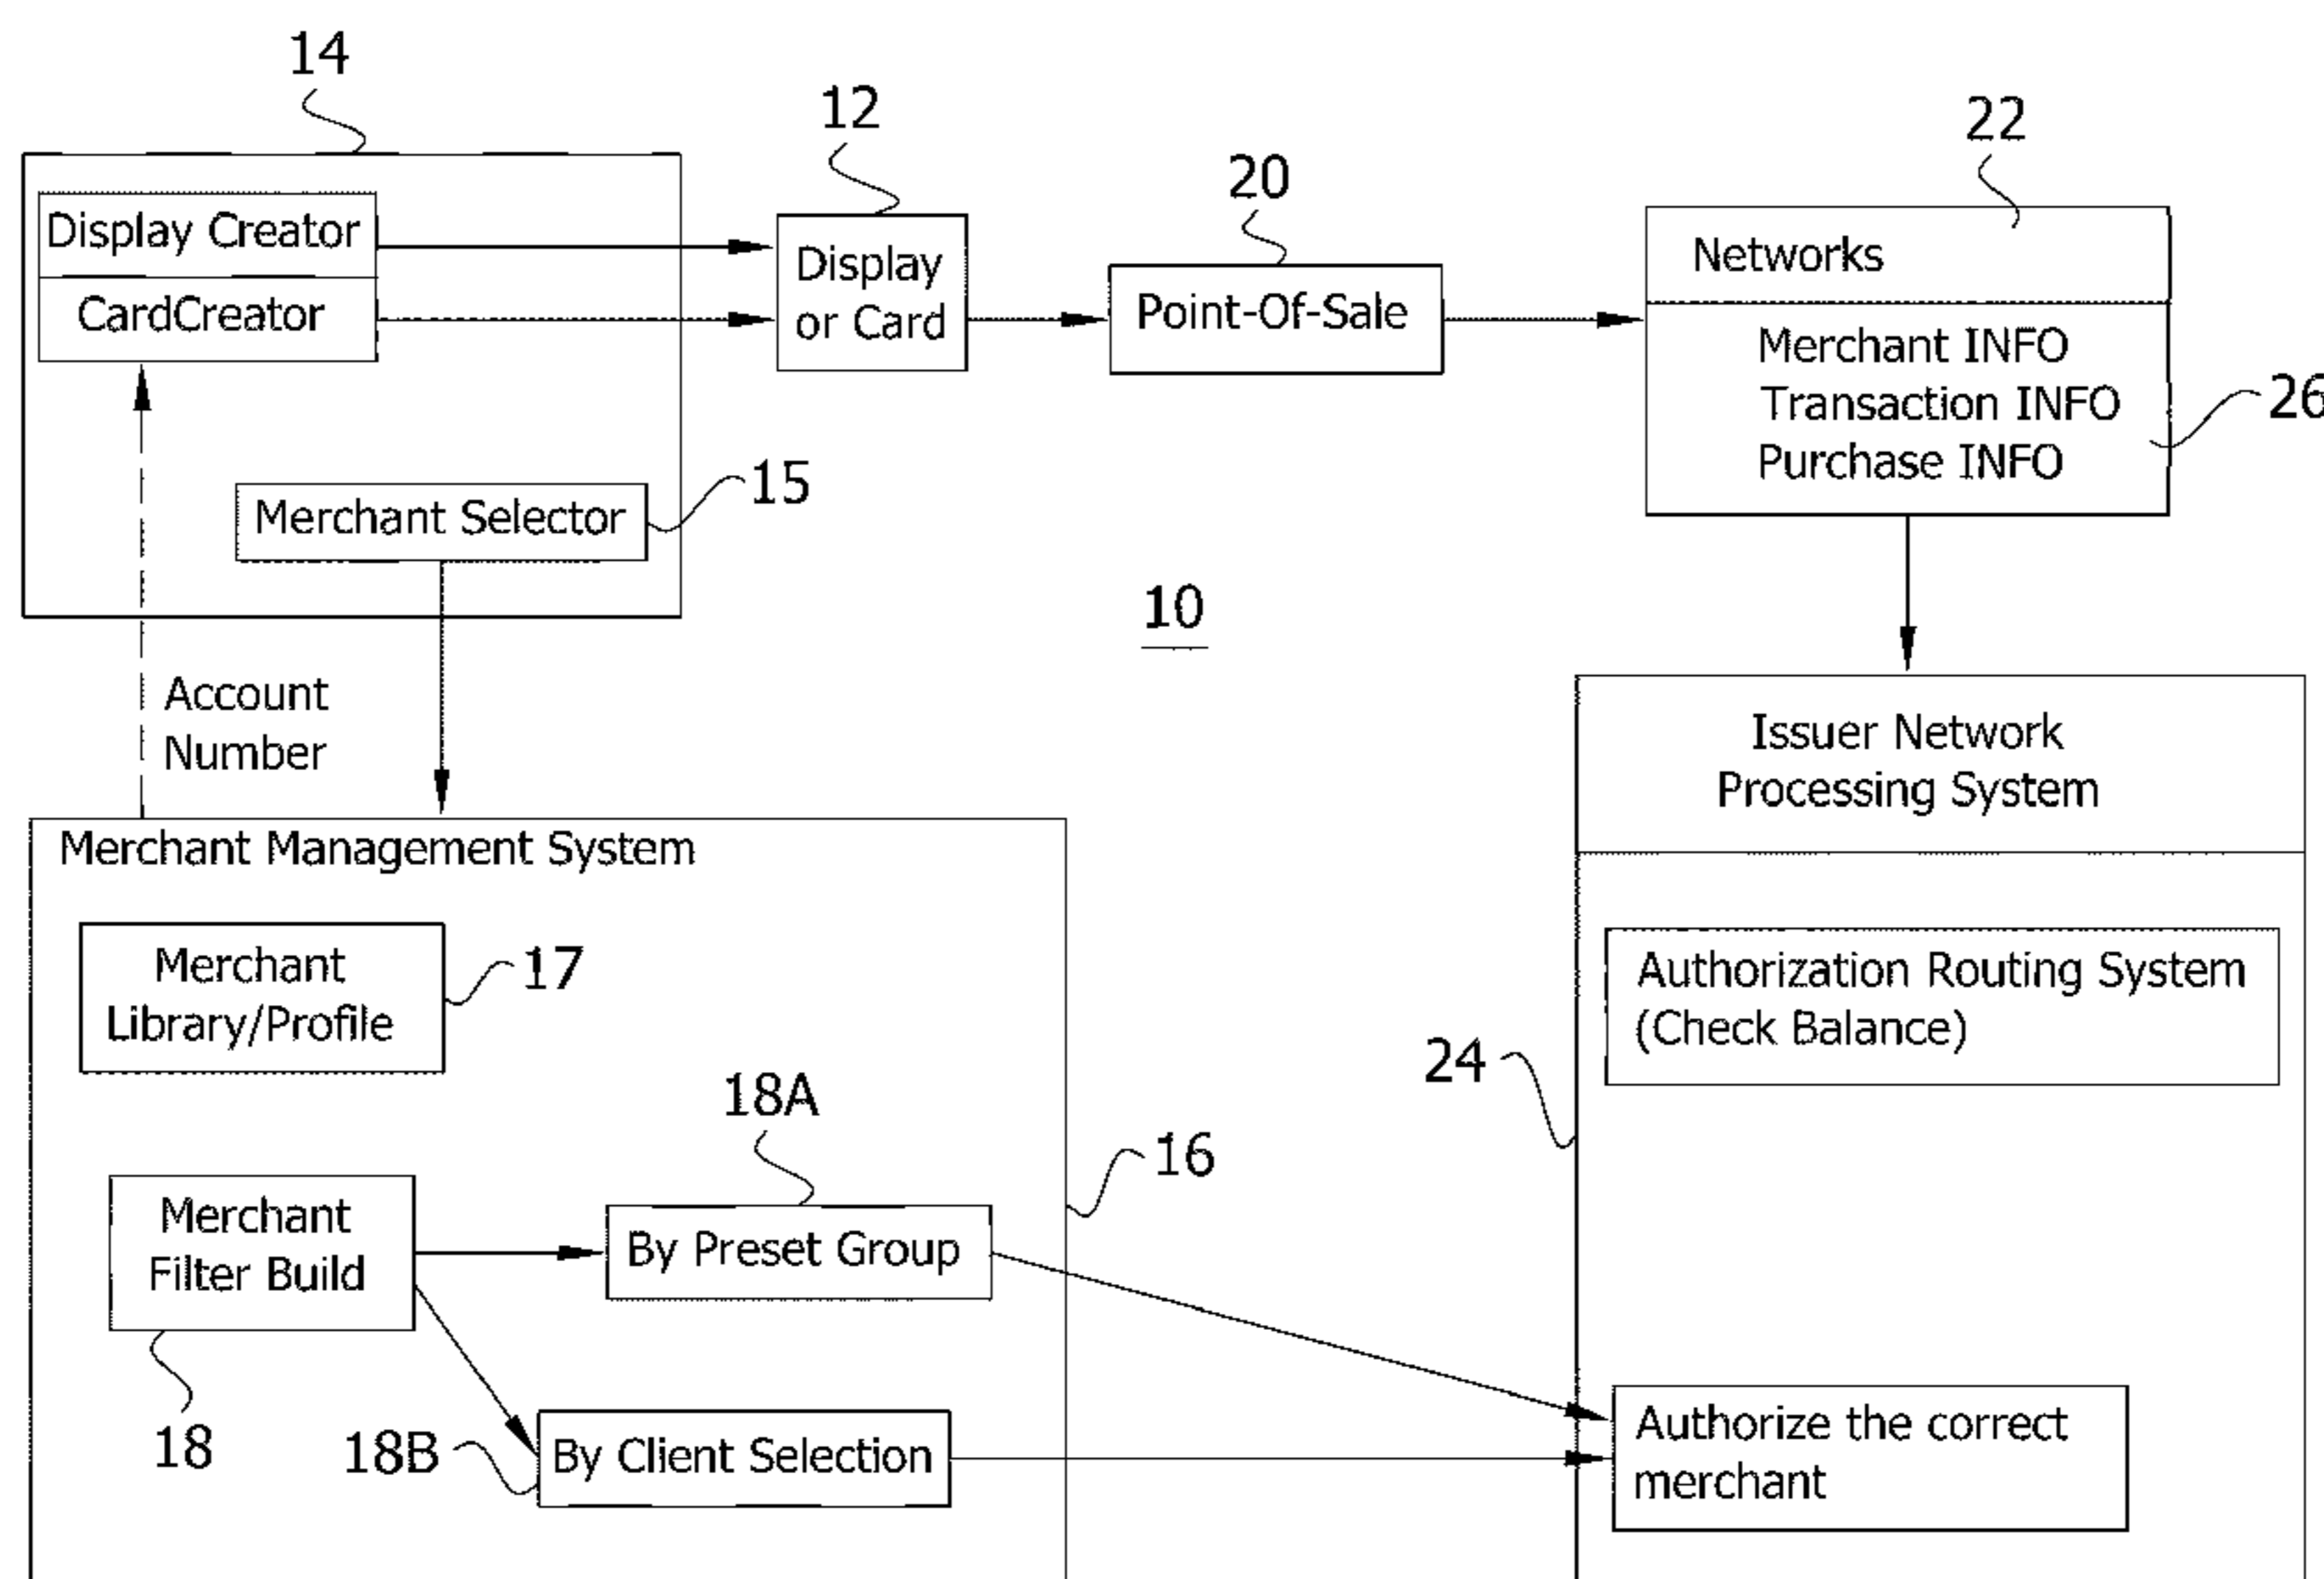 14
12
22
20
Display Creator
CardCreator
Display
or Card
Point-Of-Sale
Networks
Merchant INFO
Transaction INFO
Purchase INFO
26
Merchant Selector
15
10
Account
Number
Issuer Network
Processing System
Merchant Management System
Merchant
Library/Profile
17
Authorization Routing System
(Check Balance)
24
18A
16
Merchant
Filter Build
By Preset Group
18
18B
By Client Selection
Authorize the correct
merchant